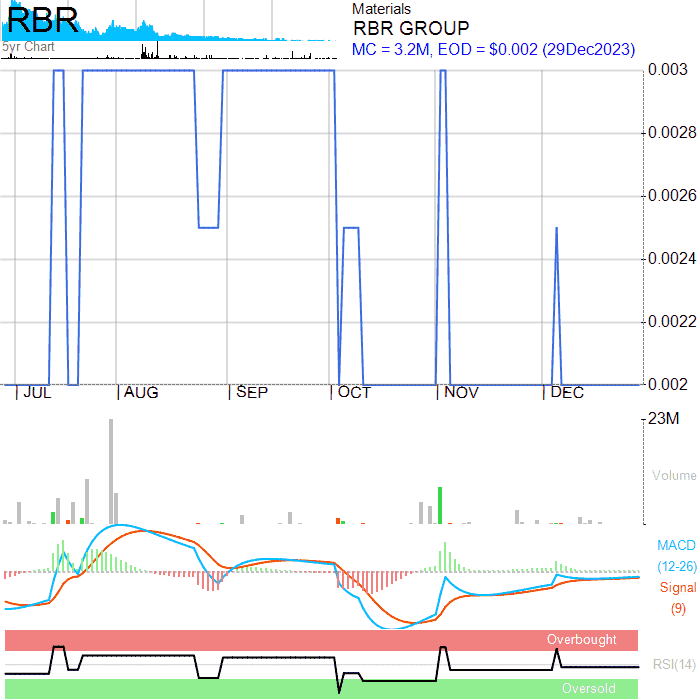 RBR
5yr Chart
Materials
RBR GROUP
MC = 3.2M, EOD = $0.002 (29Dec2023)
0.003
0.0028
0.0026
0.0024
0.0022
0.002
JUL AUG SEP OCT NOV DEC
23M
Volume
MACD
(12-26)
Signal
(9)
Overbought
RSI(14)
Oversold